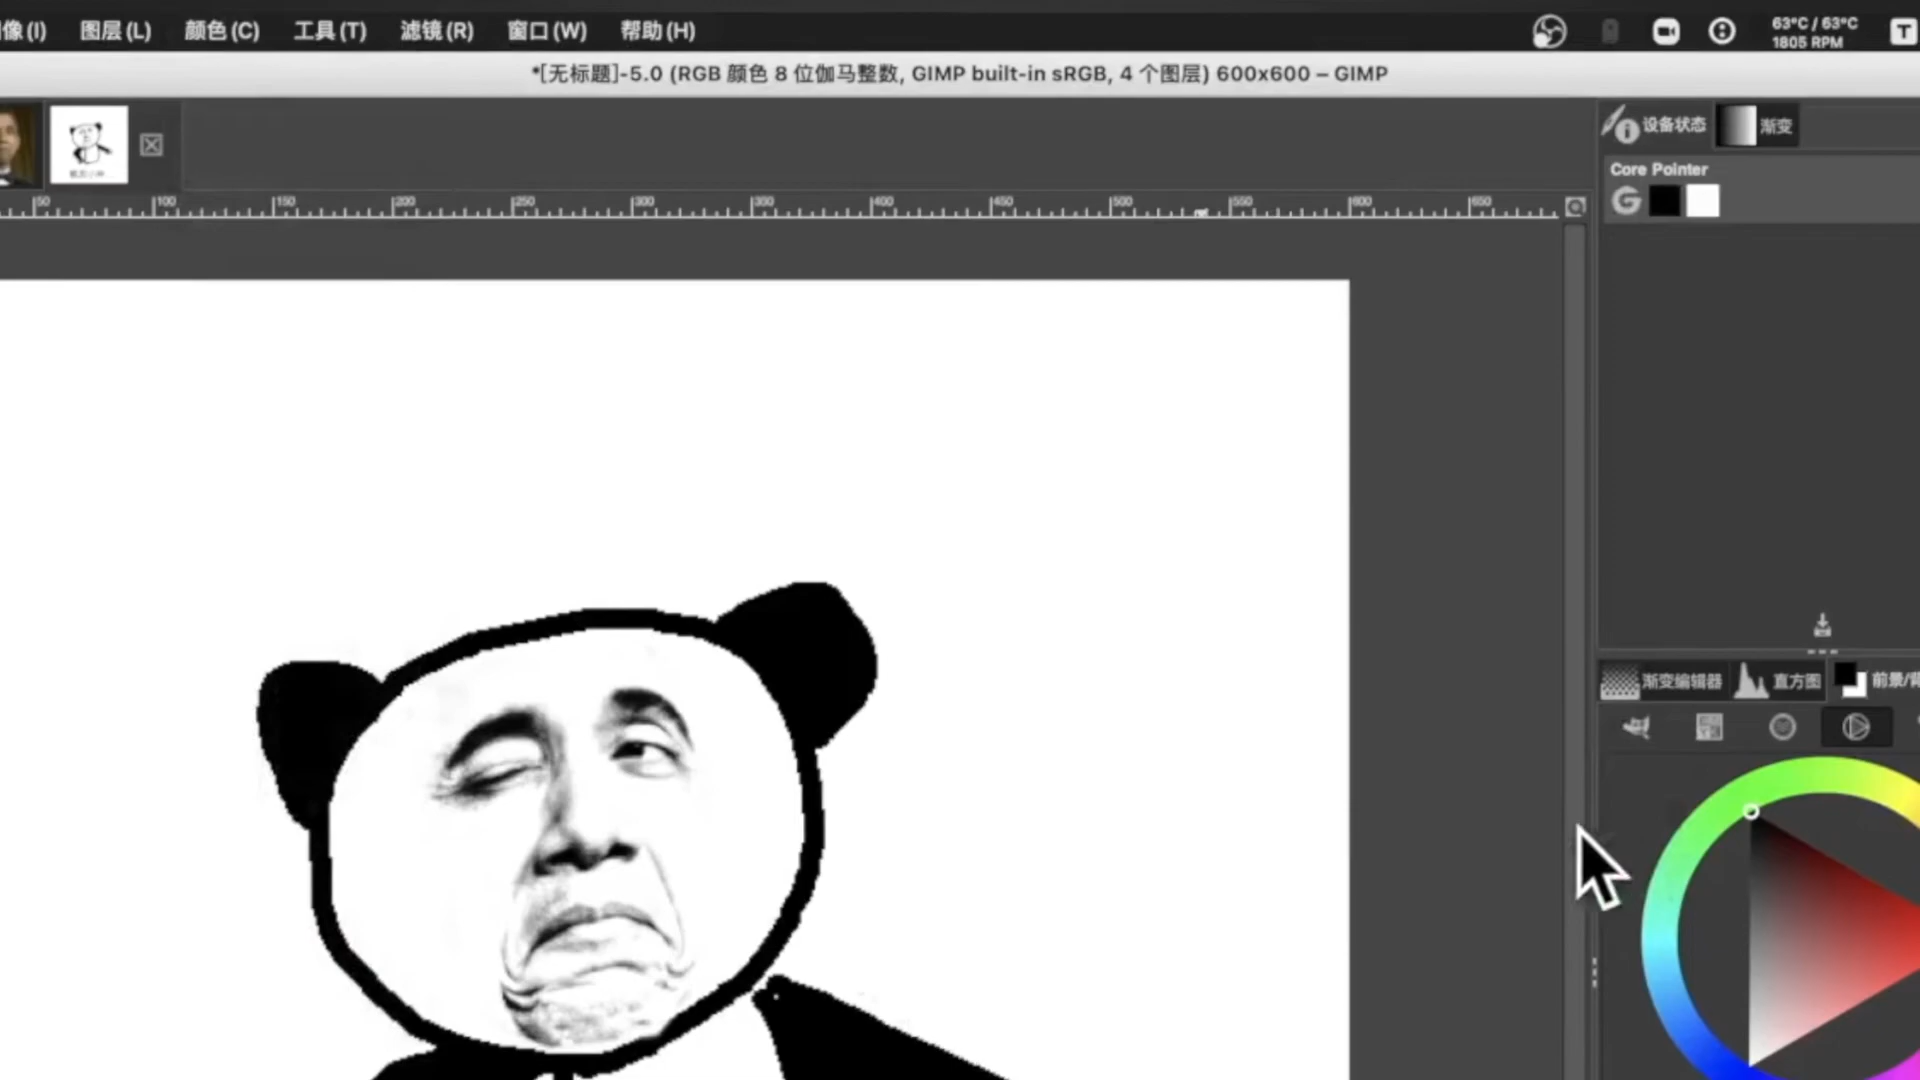 像(I) 图层(L) 颜色(C) 工具(T) 滤镜(R) 窗口(W) 帮助(H)
63°C / 63°C
1805 RPM
T
*[无标题]-5.0 (RGB 颜色 8 位伽马整数, GIMP built-in sRGB, 4 个图层) 600x600 – GIMP
设备状态 渐变
Core Pointer
50 100 150 200 250 300 300 400 450 500 550 600 650
渐变编辑器 直方图 前景/背